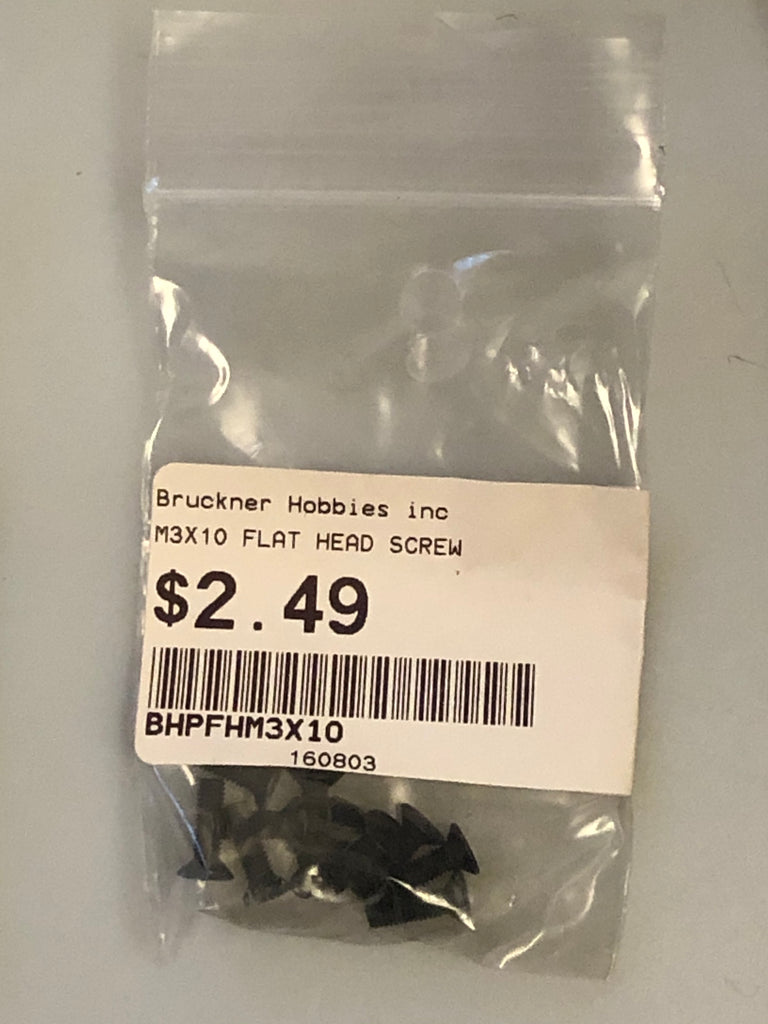 Bruckner Hobbies inc
M3X10 FLAT HEAD SCREW
$2.49
BHPFHM3X10
160803